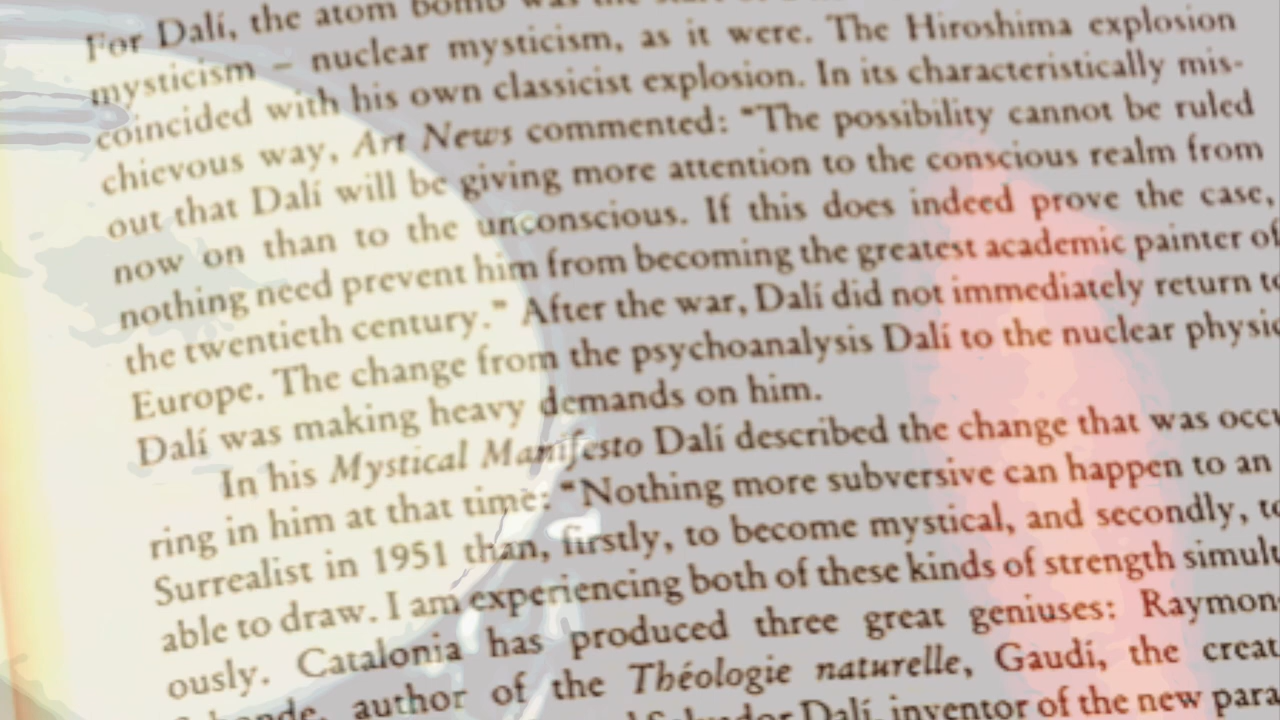 For Dalí, the atom bomb was the
mysticism – nuclear mysticism, as it were. The Hiroshima explosion
coincided with his own classicist explosion. In its characteristically mis-
chievous way, Art News commented: "The possibility cannot be ruled
out that Dalí will be giving more attention to the conscious realm from
now on than to the unconscious. If this does indeed prove the case,
nothing need prevent him from becoming the greatest academic painter of
the twentieth century." After the war, Dalí did not immediately return to
Europe. The change from the psychoanalysis Dalí to the nuclear physic
Dalí was making heavy demands on him.
In his Mystical Manifesto Dalí described the change that was occu
ring in him at that time: "Nothing more subversive can happen to an
Surrealist in 1951 than, firstly, to become mystical, and secondly, to
able to draw. I am experiencing both of these kinds of strength simult
ously. Catalonia has produced three great geniuses: Raymon
author of the Théologie naturelle, Gaudí, the creat
Salvador Dalí, inventor of the new para